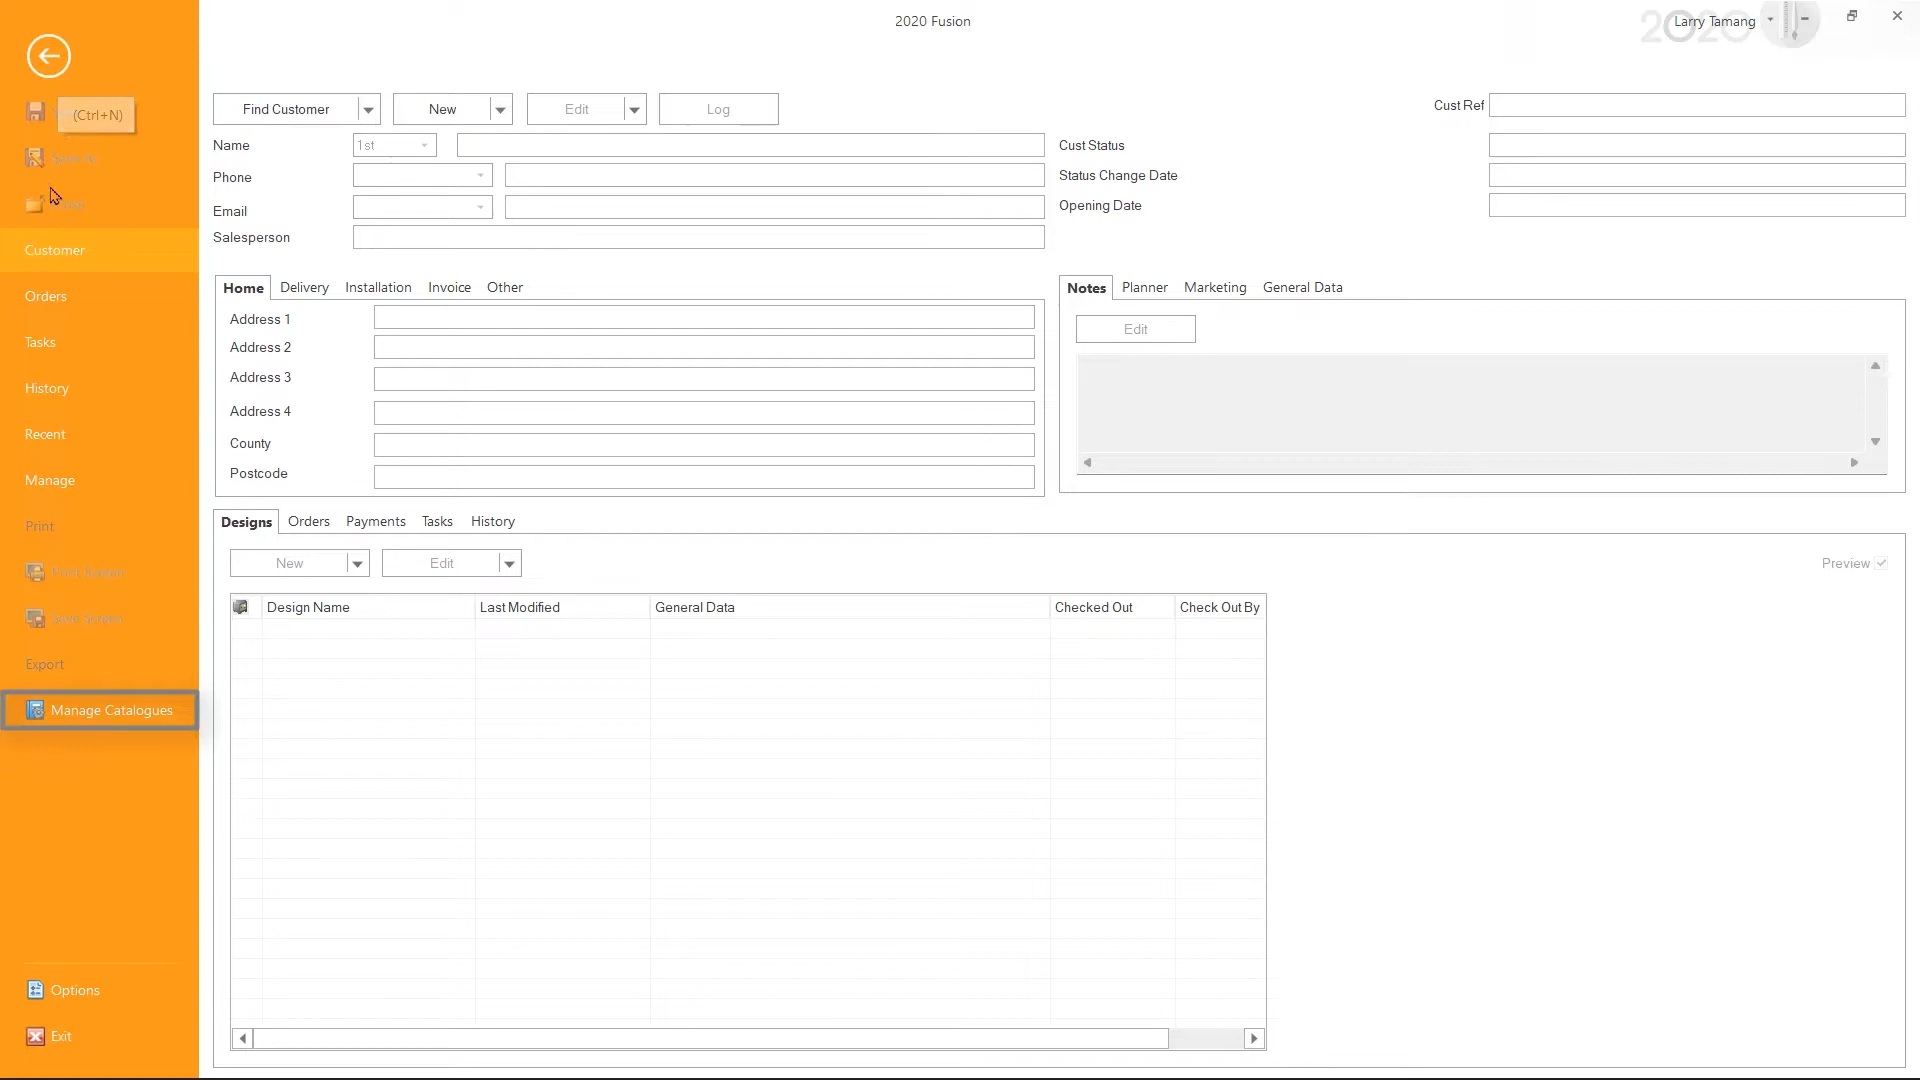 2020 Fusion
2020
Larry Tamang
(Ctrl+N)
Save As
Customer
Orders
Tasks
History
Recent
Manage
Print
Print Screen
Save Screen
Export
Manage Catalogues
Options
Exit
Find Customer
New
Edit
Log
Cust Ref
Name
1st
Cust Status
Phone
Status Change Date
Email
Opening Date
Salesperson
Home Delivery Installation Invoice Other
Address 1
Address 2
Address 3
Address 4
County
Postcode
Notes Planner Marketing General Data
Edit
Designs Orders Payments Tasks History
New
Edit
Preview
Design Name Last Modified General Data Checked Out Check Out By